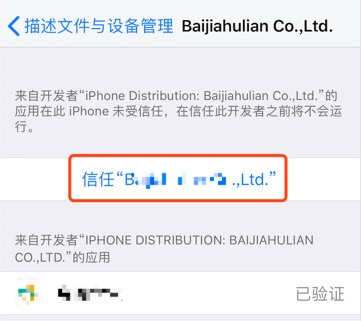 描述文件与设备管理 Baijiahulian Co.,Ltd.
来自开发者“iPhone Distribution: Baijiahulian Co.,Ltd.”的
应用在此 iPhone 未受信任，在信任此开发者之前将不会运
行。
信任“B .,Ltd.”
来自开发者“IPHONE DISTRIBUTION: BAIJIAHULIAN
CO.,LTD.”的应用
已验证